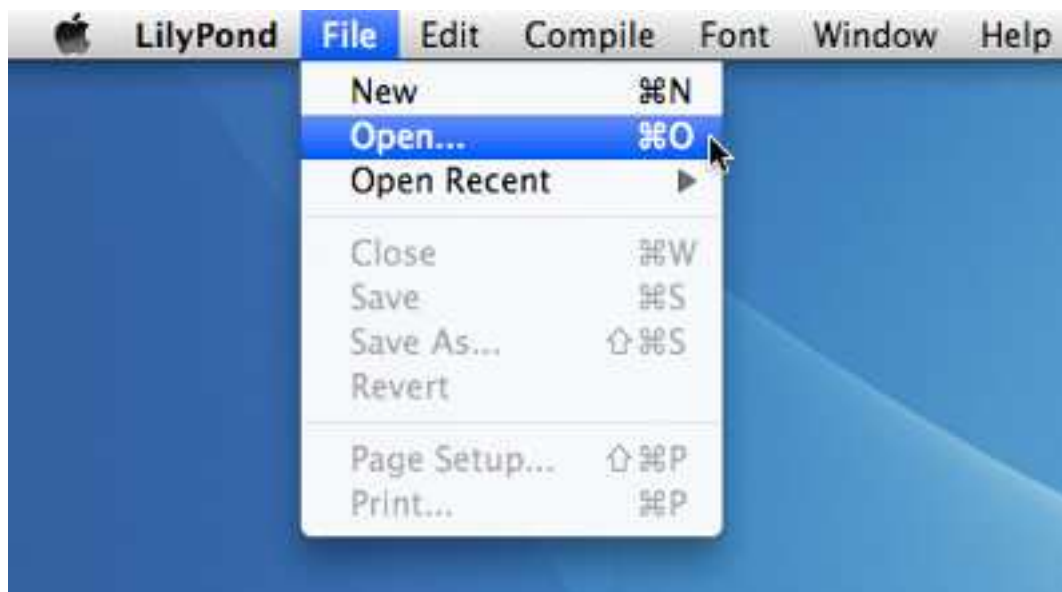 LilyPond File Edit Compile Font Window Help
New ⌘N
Open... ⌘O
Open Recent ▶
Close ⌘W
Save ⌘S
Save As... ⇧⌘S
Revert
Page Setup... ⇧⌘P
Print... ⌘P